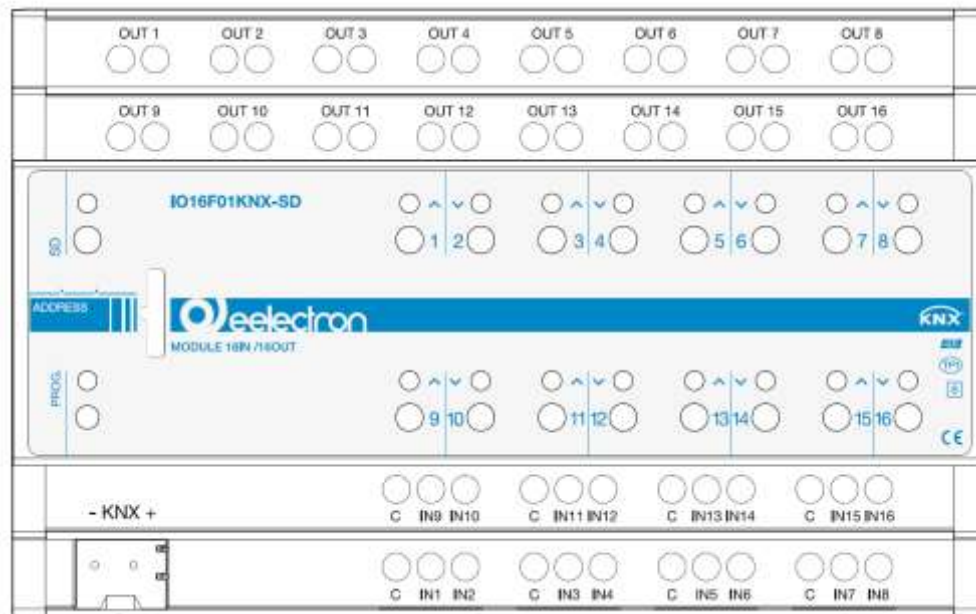 OUT 1 OUT 2 OUT 3 OUT 4 OUT 5 OUT 6 OUT 7 OUT 8
OUT 9 OUT 10 OUT 11 OUT 12 OUT 13 OUT 14 OUT 15 OUT 16
IO16F01KNX-SD
SD
1 2 3 4 5 6 7 8
ADDRESS
eelectron
KNX
MODULE 16IN /16OUT
EIB
TP1
S
PROG.
9 10 11 12 13 14 15 16
CE
- KNX +
C IN9 IN10 C IN11 IN12 C IN13 IN14 C IN15 IN16
C IN1 IN2 C IN3 IN4 C IN5 IN6 C IN7 IN8